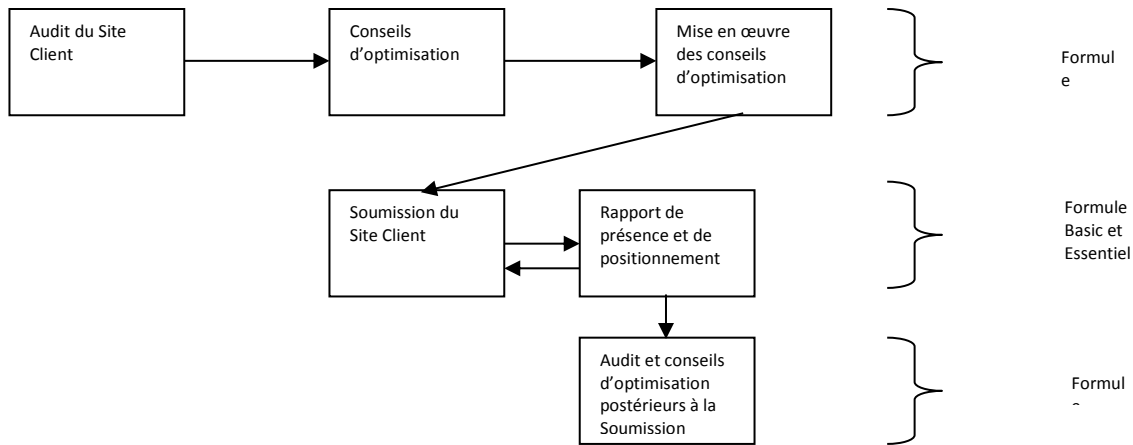 Audit du Site
Client
Conseils
d’optimisation
Mise en œuvre
des conseils
d’optimisation
Formul
e
Soumission du
Site Client
Rapport de
présence et de
positionnement
Formule
Basic et
Essentiel
Audit et conseils
d’optimisation
postérieurs à la
Soumission
Formul